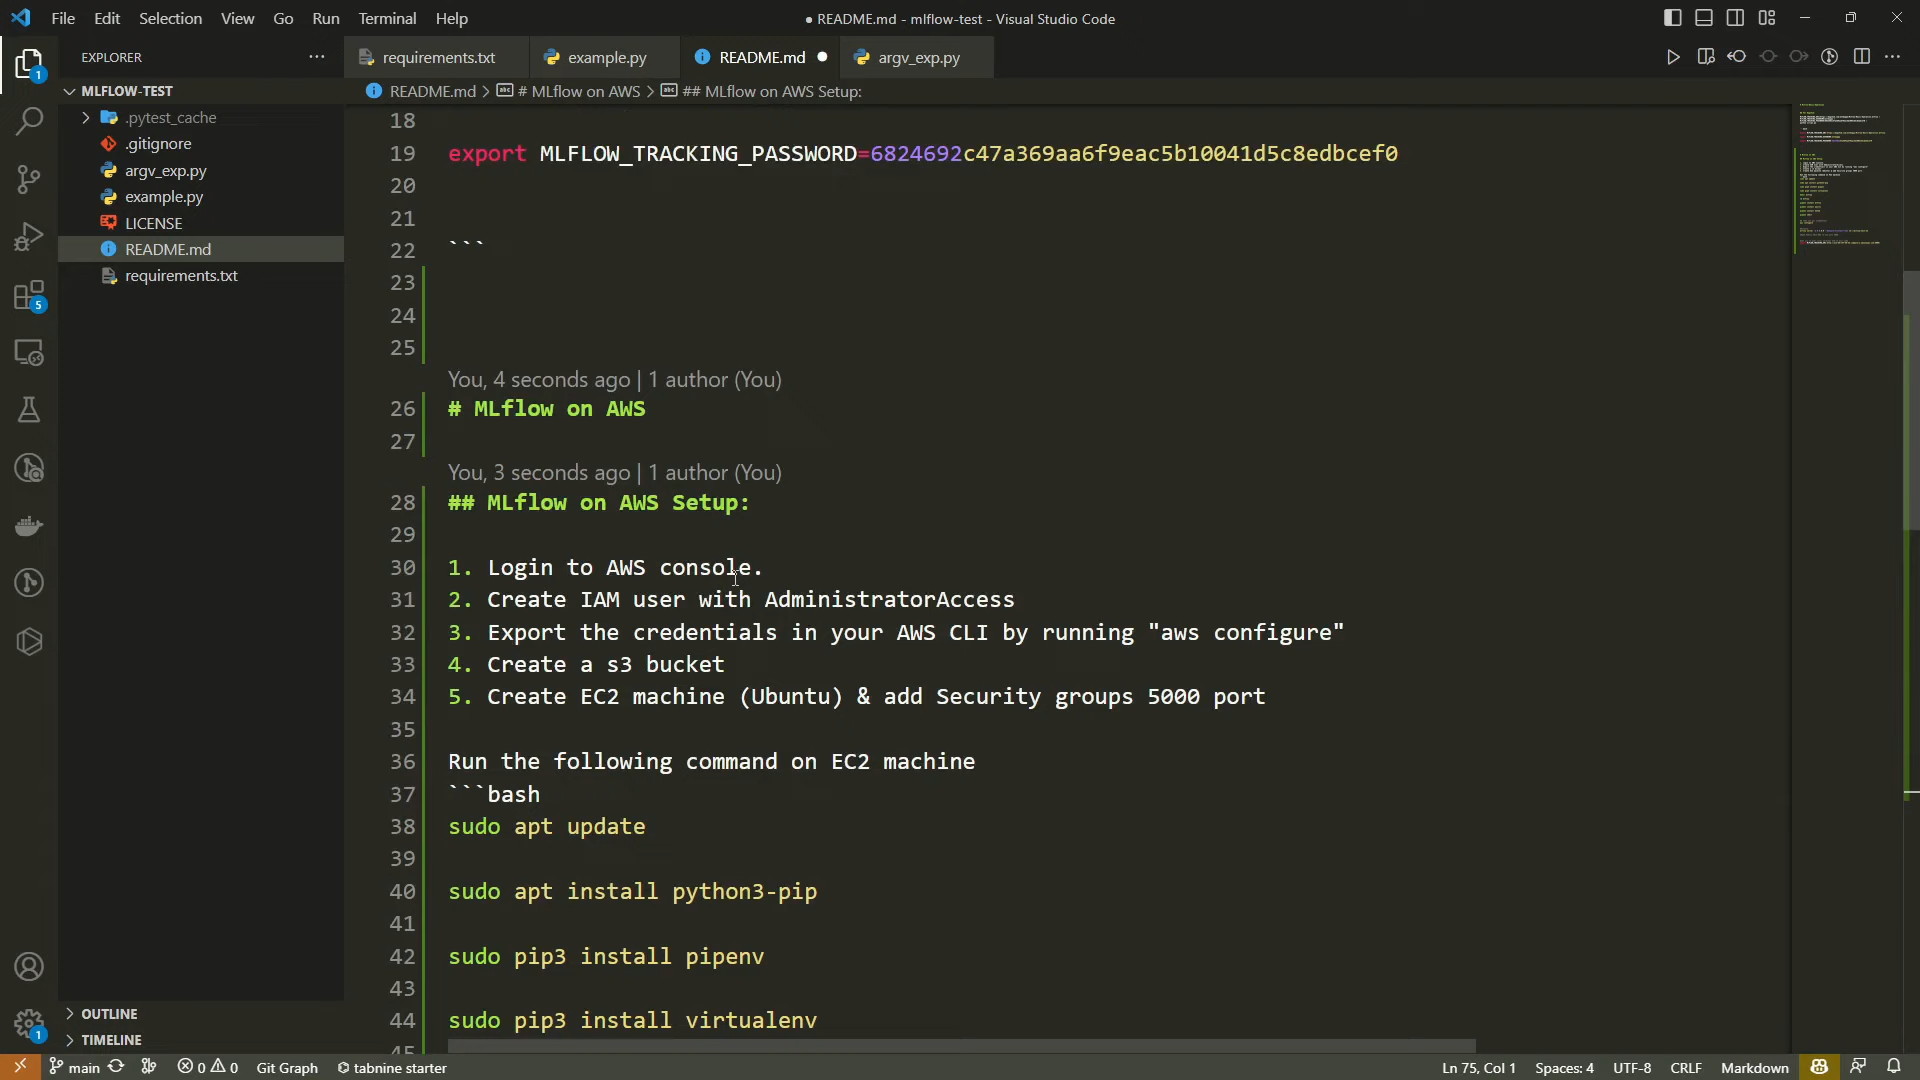 File Edit Selection View Go Run Terminal Help
● README.md - mlflow-test - Visual Studio Code
EXPLORER
requirements.txt
example.py
README.md
argv_exp.py
MLFLOW-TEST
README.md > # MLflow on AWS > ## MLflow on AWS Setup:
.pytest_cache
.gitignore
argv_exp.py
example.py
LICENSE
README.md
requirements.txt
18
19 export MLFLOW_TRACKING_PASSWORD=6824692c47a369aa6f9eac5b10041d5c8edbcef0
20
21
22 ```
23
24
25
You, 4 seconds ago | 1 author (You)
26 # MLflow on AWS
27
You, 3 seconds ago | 1 author (You)
28 ## MLflow on AWS Setup:
29
30 1. Login to AWS console.
31 2. Create IAM user with AdministratorAccess
32 3. Export the credentials in your AWS CLI by running "aws configure"
33 4. Create a s3 bucket
34 5. Create EC2 machine (Ubuntu) & add Security groups 5000 port
35
36 Run the following command on EC2 machine
37 ```bash
38 sudo apt update
39
40 sudo apt install python3-pip
41
42 sudo pip3 install pipenv
43
44 sudo pip3 install virtualenv
45
1
5
1
OUTLINE
TIMELINE
main
0 0
Git Graph
tabnine starter
Ln 75, Col 1
Spaces: 4
UTF-8
CRLF
Markdown